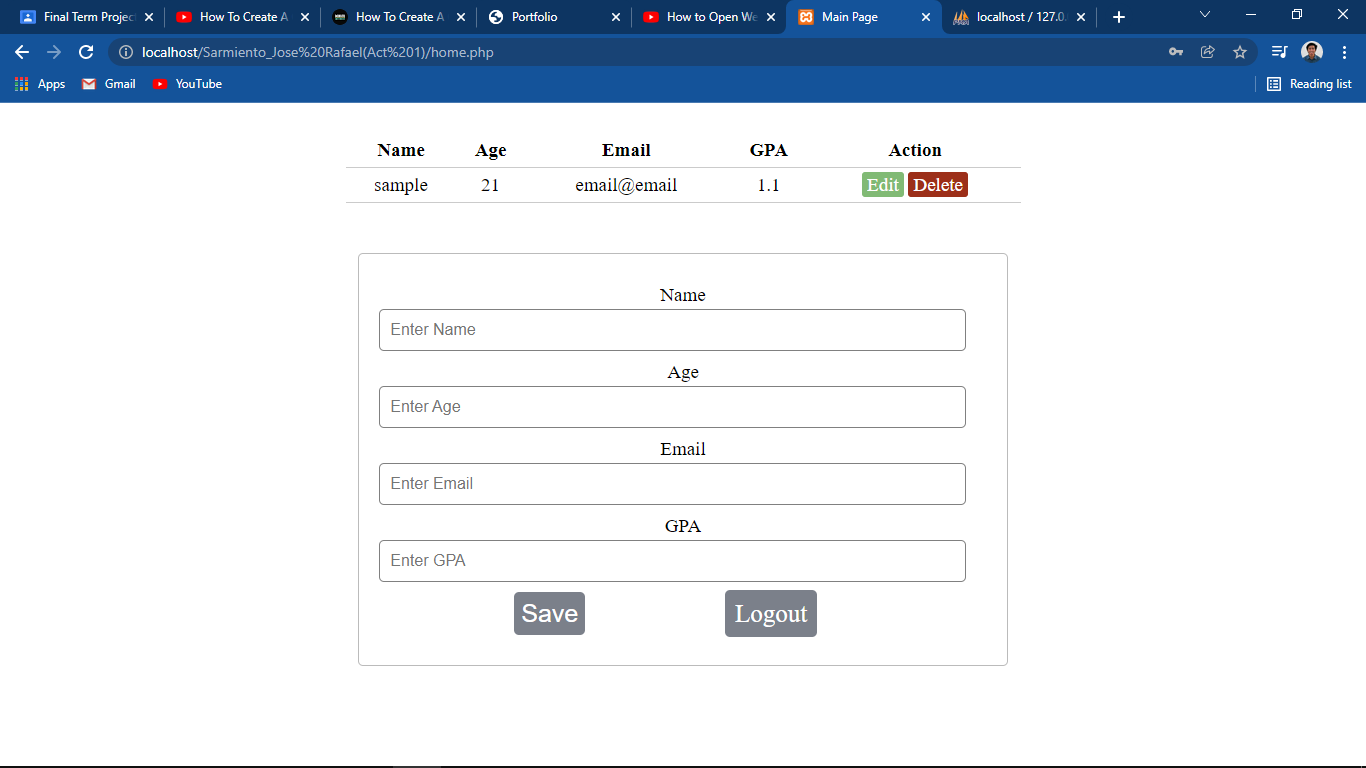 Final Term Projec
How To Create A
How To Create A
Portfolio
How to Open We
Main Page
localhost / 127.0.
localhost/Sarmiento_Jose%20Rafael(Act%201)/home.php
Apps
Gmail
YouTube
Reading list
Name Age Email GPA Action
sample 21 email@email 1.1 Edit Delete
Name
Enter Name
Age
Enter Age
Email
Enter Email
GPA
Enter GPA
Save Logout